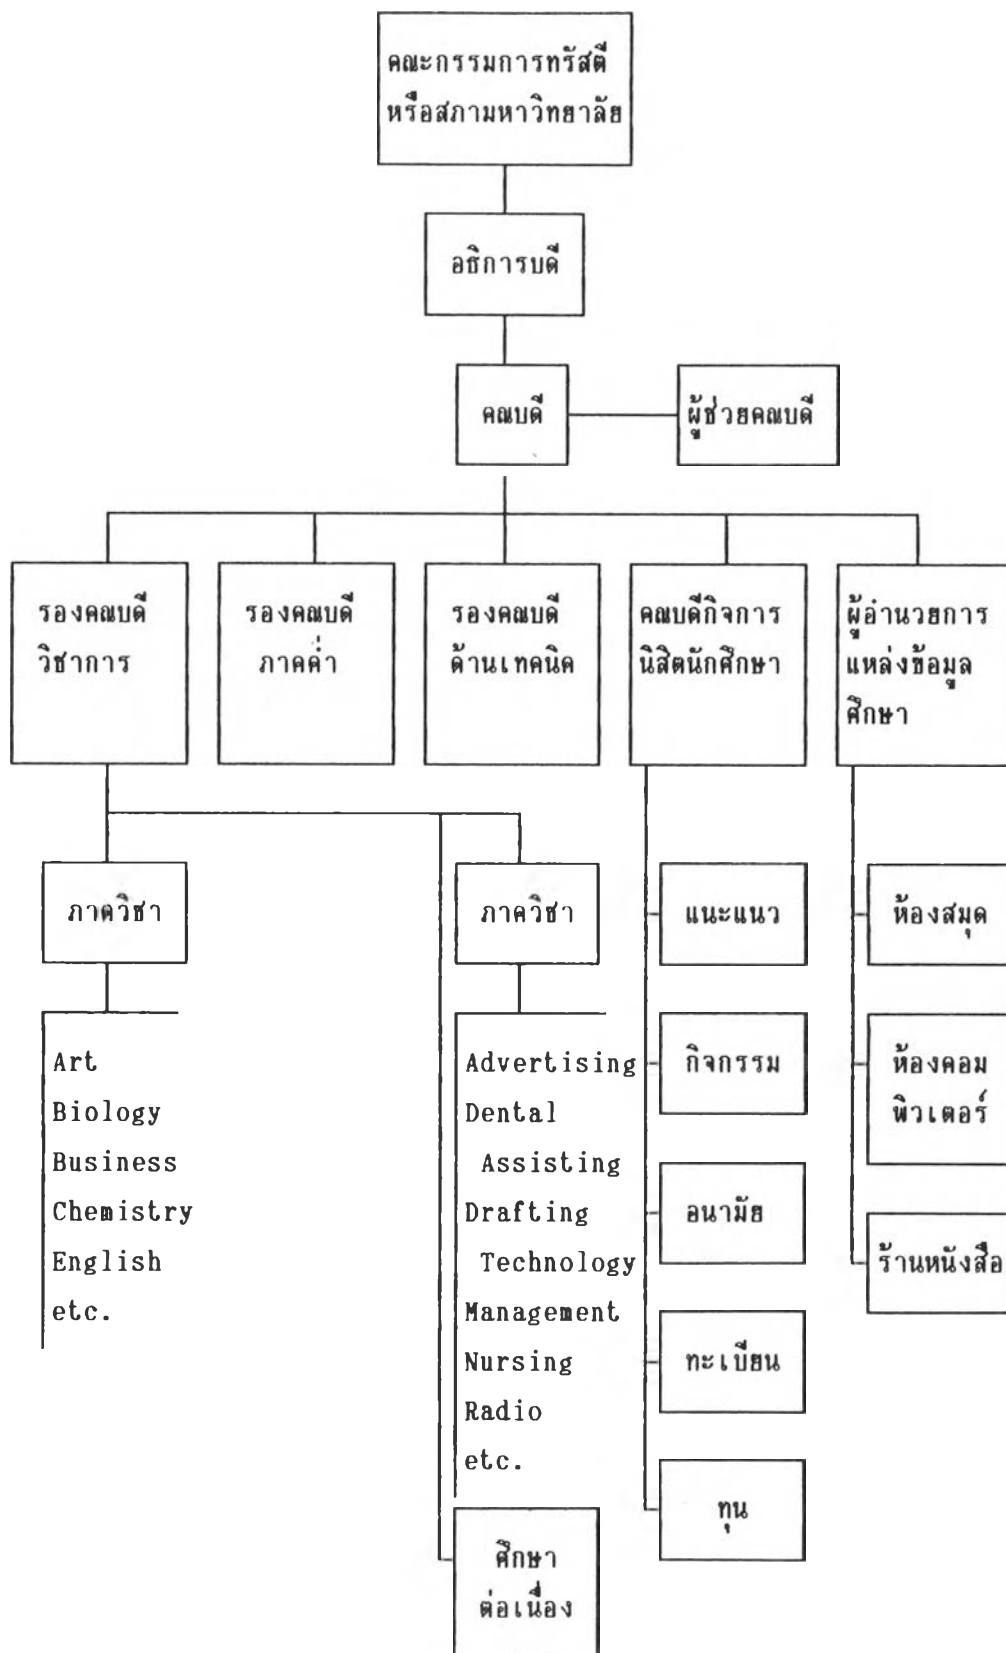 คณะกรรมการทรัสตี
หรือสภามหาวิทยาลัย
อธิการบดี
คณบดี
ผู้ช่วยคณบดี
รองคณบดี
วิชาการ
รองคณบดี
ภาคค่ำ
รองคณบดี
ด้านเทคนิค
คณบดีกิจการ
นิสิตนักศึกษา
ผู้อำนวยการ
แหล่งข้อมูล
ศึกษา
ภาควิชา
Art
Biology
Business
Chemistry
English
etc.
ภาควิชา
Advertising
Dental
Assisting
Drafting
Technology
Management
Nursing
Radio
etc.
ศึกษา
ต่อเนื่อง
แนะแนว
กิจกรรม
อนามัย
ทะเบียน
ทุน
ห้องสมุด
ห้องคอม
พิวเตอร์
ร้านหนังสือ